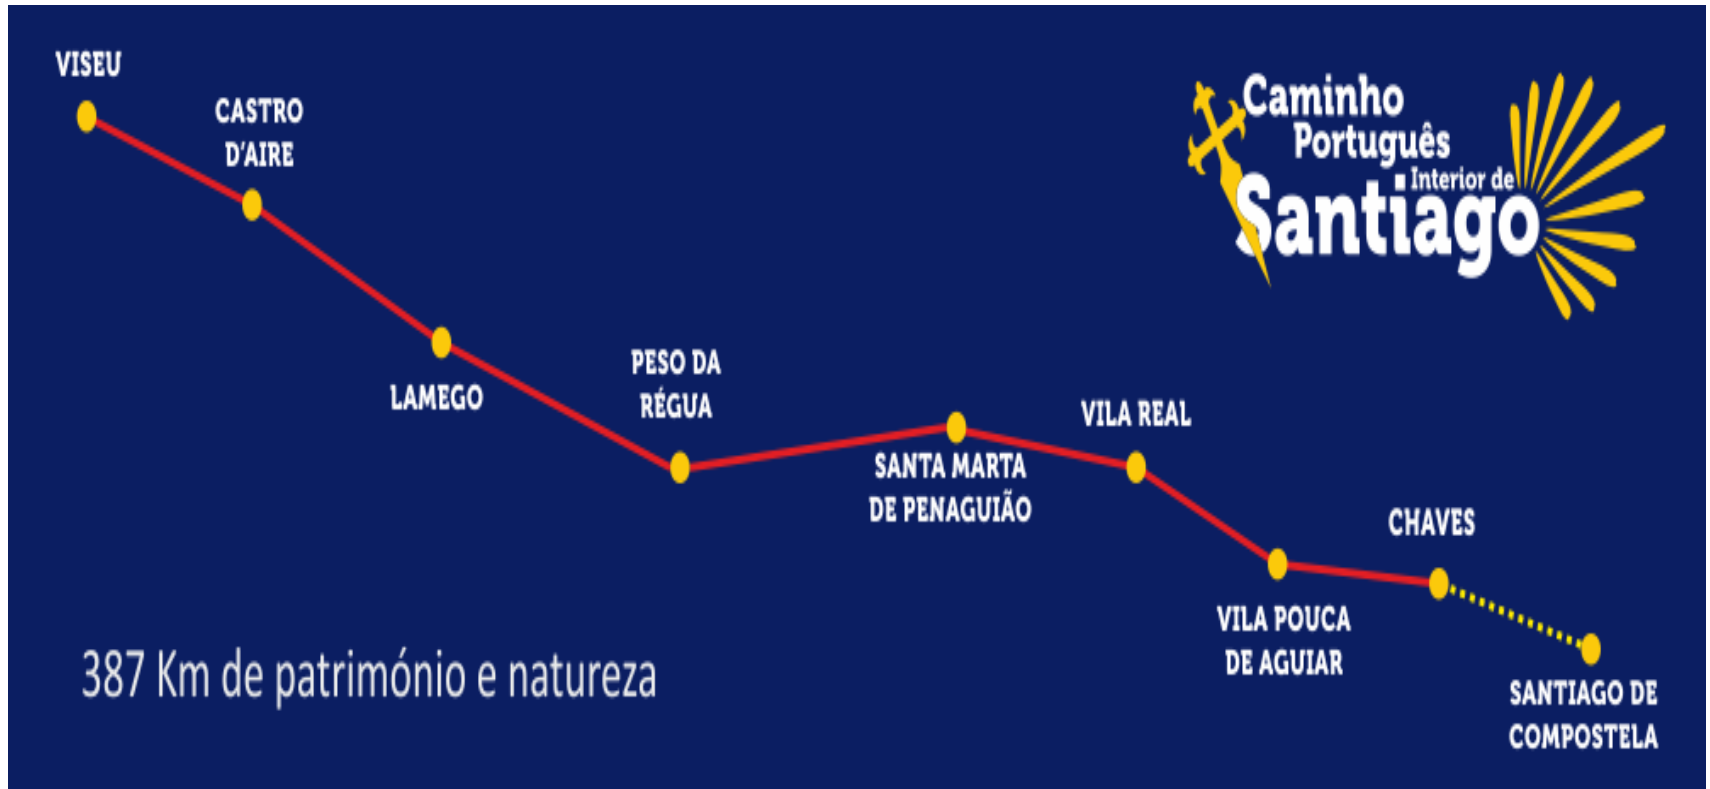 VISEU
CASTRO
D'AIRE
LAMEGO
PESO DA
RÉGUA
SANTA MARTA
DE PENAGUIÃO
VILA REAL
VILA POUCA
DE AGUIAR
CHAVES
SANTIAGO DE
COMPOSTELA
Caminho
Português
Interior de
Santiago
387 Km de património e natureza